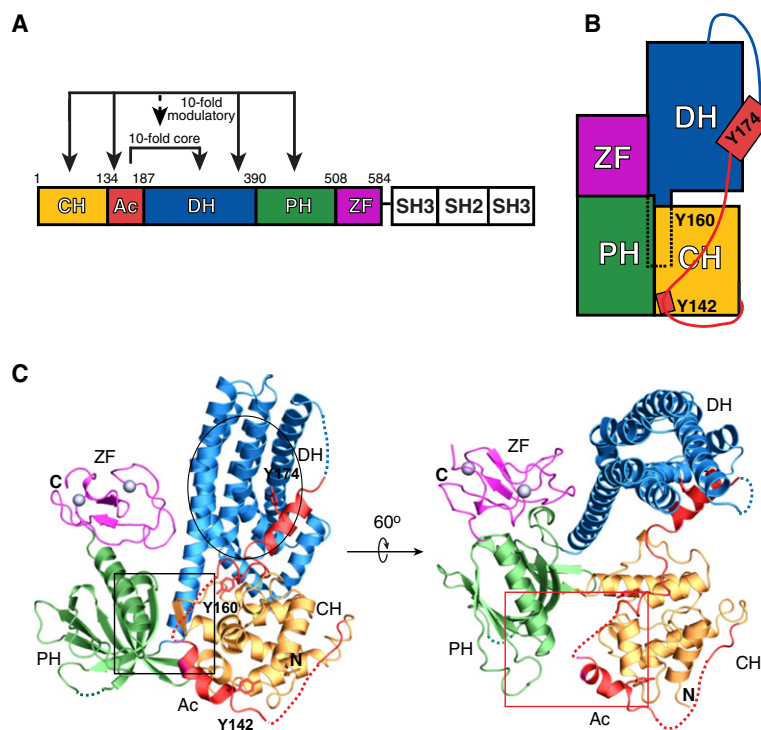 A
10-fold
modulatory
10-fold core
1 134 187 390 508 584
CH Ac DH PH ZF SH3 SH2 SH3
B
DH
Y174
ZF
Y160
PH CH
Y142
C
ZF
C
DH
Y174
Y160
CH
PH
N
Ac
Y142
60o
DH
ZF
C
PH
CH
N
Ac